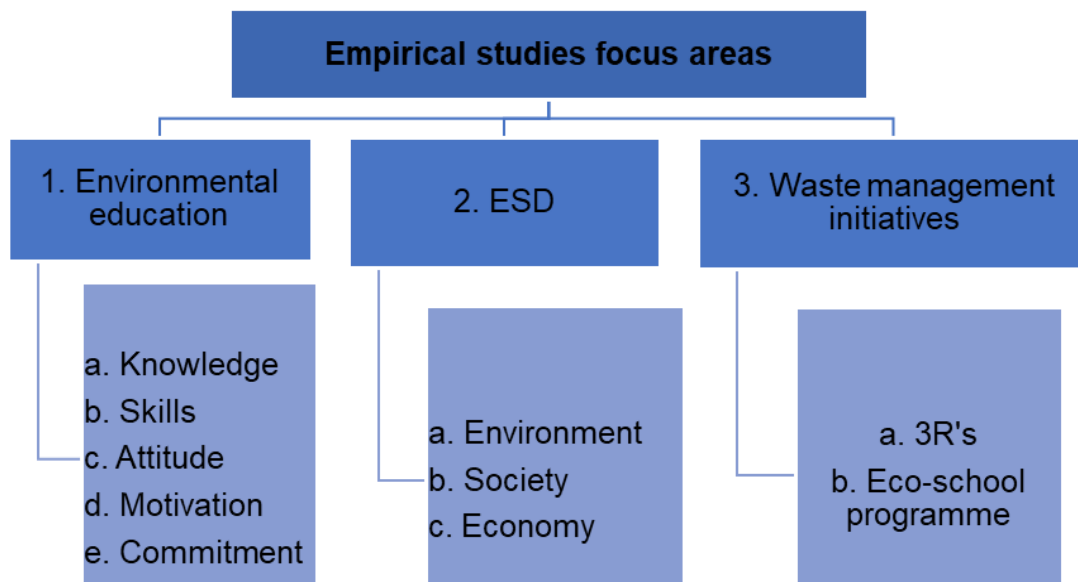 Empirical studies focus areas
1. Environmental
education
2. ESD
3. Waste management
initiatives
a. Knowledge
b. Skills
c. Attitude
d. Motivation
e. Commitment
a. Environment
b. Society
c. Economy
a. 3R's
b. Eco-school
programme